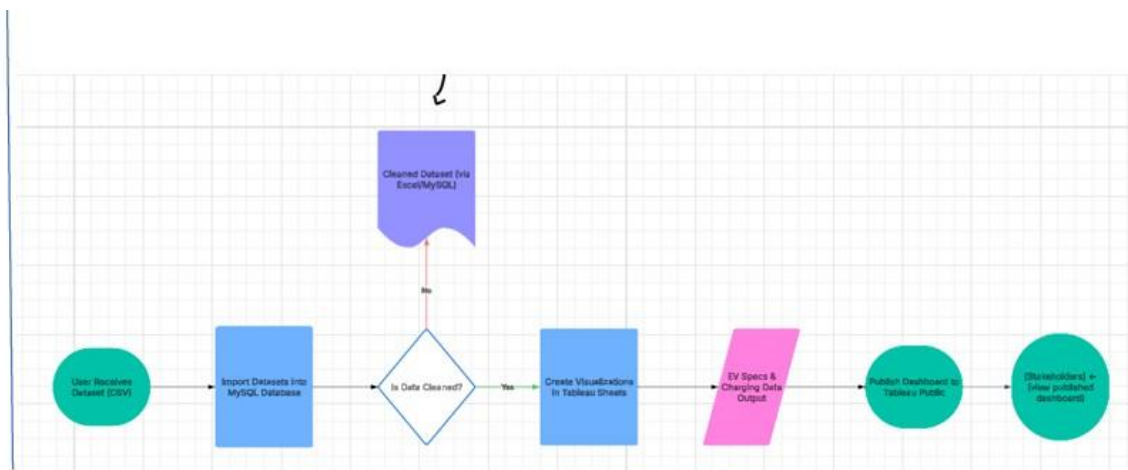 Cleaned Dataset (via
Excel/MySQL)
No
User Receives
Dataset (CSV)
Import Datasets into
MySQL Database
Is Data Cleaned?
Yes
Create Visualizations
in Tableau Sheets
EV Specs &
Charging Data
Output
Publish Dashboard to
Tableau Public
[Stakeholders] ←
[view published
dashboard]